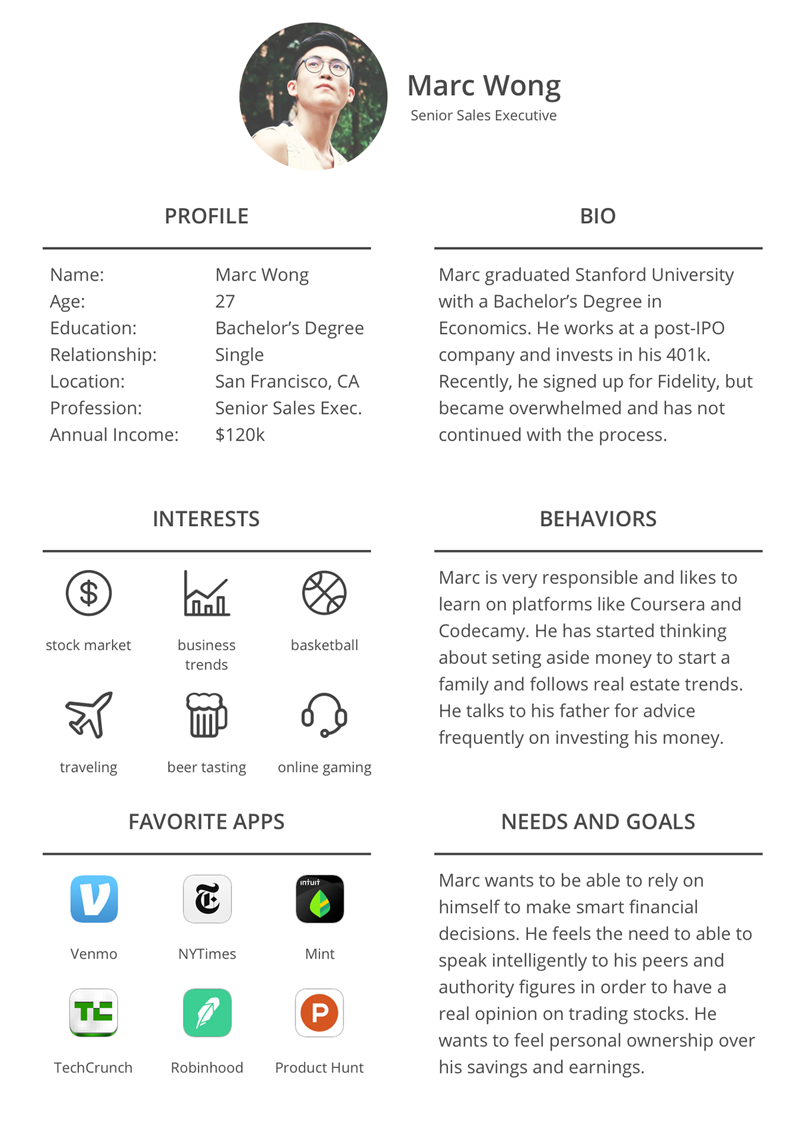 Marc Wong
Senior Sales Executive
PROFILE
Name: Marc Wong
Age: 27
Education: Bachelor’s Degree
Relationship: Single
Location: San Francisco, CA
Profession: Senior Sales Exec.
Annual Income: $120k
BIO
Marc graduated Stanford University
with a Bachelor’s Degree in
Economics. He works at a post-IPO
company and invests in his 401k.
Recently, he signed up for Fidelity, but
became overwhelmed and has not
continued with the process.
INTERESTS
$
stock market
business
trends
basketball
traveling
beer tasting
online gaming
BEHAVIORS
Marc is very responsible and likes to
learn on platforms like Coursera and
Codecamy. He has started thinking
about seting aside money to start a
family and follows real estate trends.
He talks to his father for advice
frequently on investing his money.
FAVORITE APPS
V
T
intuit
Venmo
NYTimes
Mint
TC
P
TechCrunch
Robinhood
Product Hunt
NEEDS AND GOALS
Marc wants to be able to rely on
himself to make smart financial
decisions. He feels the need to able to
speak intelligently to his peers and
authority figures in order to have a
real opinion on trading stocks. He
wants to feel personal ownership over
his savings and earnings.